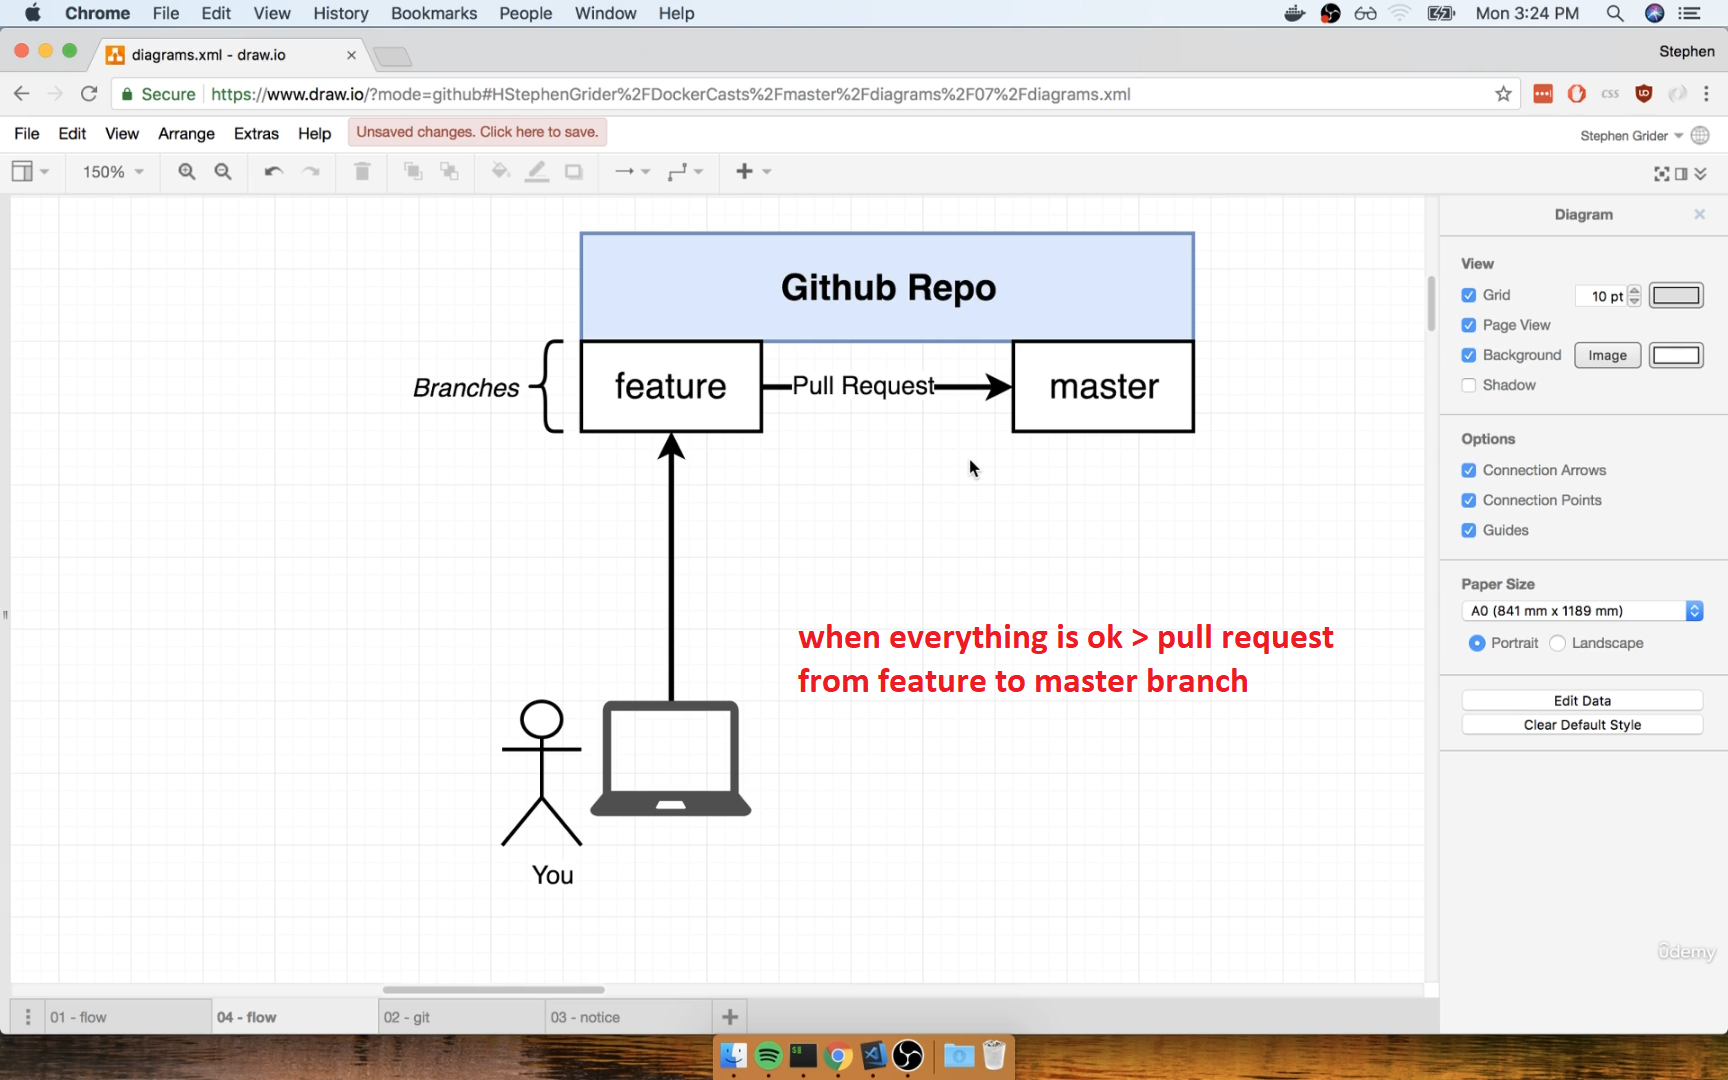 Chrome File Edit View History Bookmarks People Window Help Mon 3:24 PM
diagrams.xml - draw.io Stephen
Secure https://www.draw.io/?mode=github#HStephenGrider%2FDockerCasts%2Fmaster%2Fdiagrams%2F07%2Fdiagrams.xml css
File Edit View Arrange Extras Help Unsaved changes. Click here to save. Stephen Grider
150%
Diagram
Github Repo
Branches feature Pull Request master
View
Grid 10 pt
Page View
Background Image
Shadow
Options
Connection Arrows
Connection Points
Guides
Paper Size
A0 (841 mm x 1189 mm)
Portrait Landscape
Edit Data
Clear Default Style
when everything is ok > pull request
from feature to master branch
You
ûdemy
01 - flow 04 - flow 02 - git 03 - notice